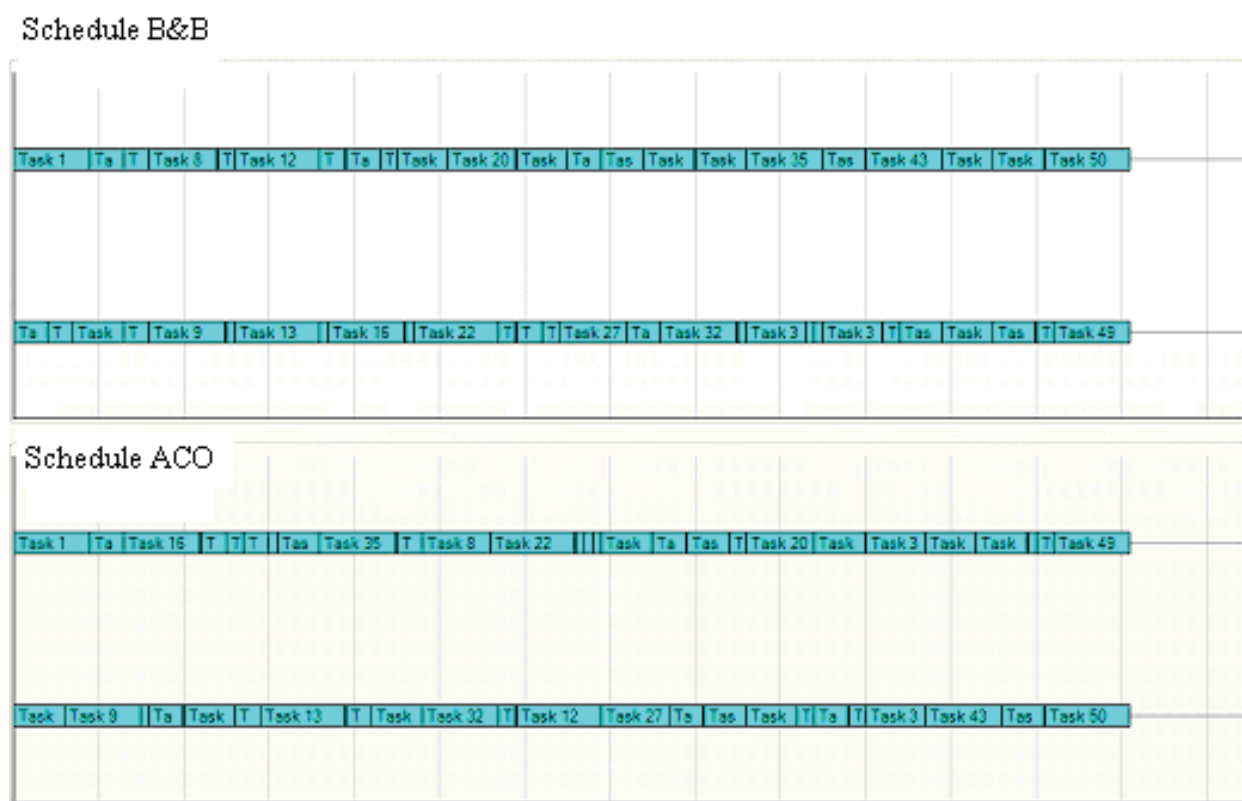 Schedule B&B
Task 1 Ta T Task 8 T Task 12 T Ta T Task Task 20 Task Ta Tas Task Task Task 35 Tas Task 43 Task Task Task 50
Ta T Task T Task 9 Task 13 Task 16 Task 22 T T T Task 27 Ta Task 32 Task 3 Task 3 T Tas Task Tas T Task 49
Schedule ACO
Task 1 Ta Task 16 T T T Tas Task 35 T Task 8 Task 22 Task Ta Tas T Task 20 Task Task 3 Task Task T Task 49
Task Task 9 Ta Task T Task 13 T Task Task 32 T Task 12 Task 27 Ta Tas Task T Ta T Task 3 Task 43 Tas Task 50